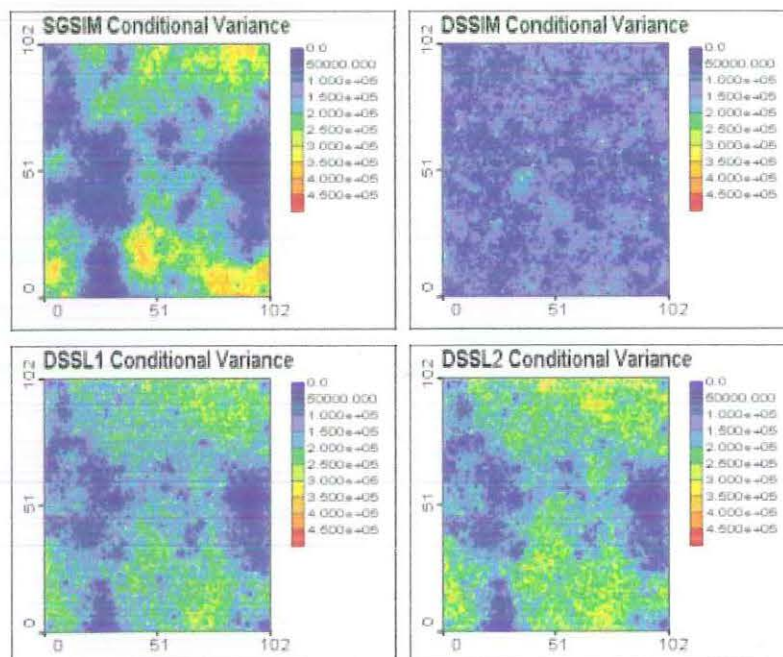 SGSIM Conditional Variance
102
51
0
0 51 102
0.0
50000.000
1.000e+05
1.500e+05
2.000e+05
2.500e+05
3.000e+05
3.500e+05
4.000e+05
4.500e+05
DSSIM Conditional Variance
102
51
0
0 51 102
0.0
50000.000
1.000e+05
1.500e+05
2.000e+05
2.500e+05
3.000e+05
3.500e+05
4.000e+05
4.500e+05
DSSL1 Conditional Variance
102
51
0
0 51 102
0.0
50000.000
1.000e+05
1.500e+05
2.000e+05
2.500e+05
3.000e+05
3.500e+05
4.000e+05
4.500e+05
DSSL2 Conditional Variance
102
51
0
0 51 102
0.0
50000.000
1.000e+05
1.500e+05
2.000e+05
2.500e+05
3.000e+05
3.500e+05
4.000e+05
4.500e+05